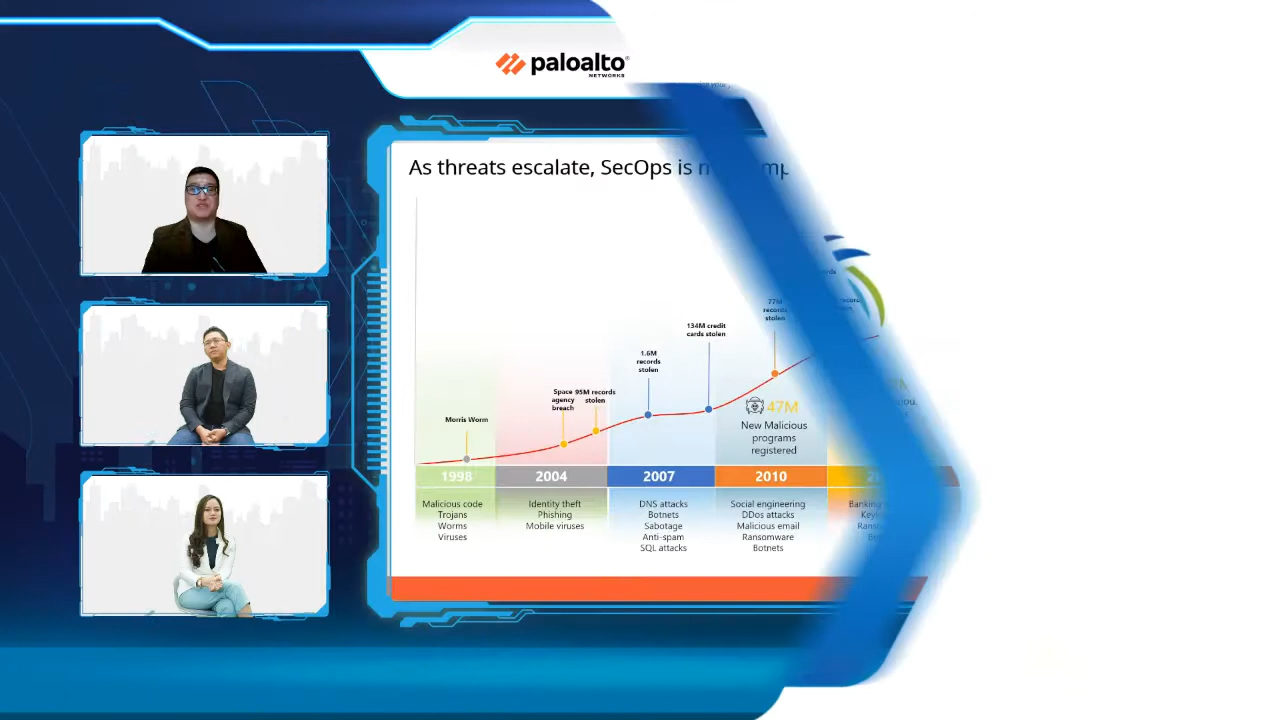 paloalto
NETWORKS
As threats escalate, SecOps is
77M
records
stolen
134M credit
cards stolen
1.6M
records
stolen
Space
agency
breach
95M records
stolen
Morris Worm
47M
New Malicious
programs
registered
1998
2004
2007
2010
Malicious code
Trojans
Worms
Viruses
Identity theft
Phishing
Mobile viruses
DNS attacks
Botnets
Sabotage
Anti-spam
SQL attacks
Social engineering
DDos attacks
Malicious email
Ransomware
Botnets
Banking